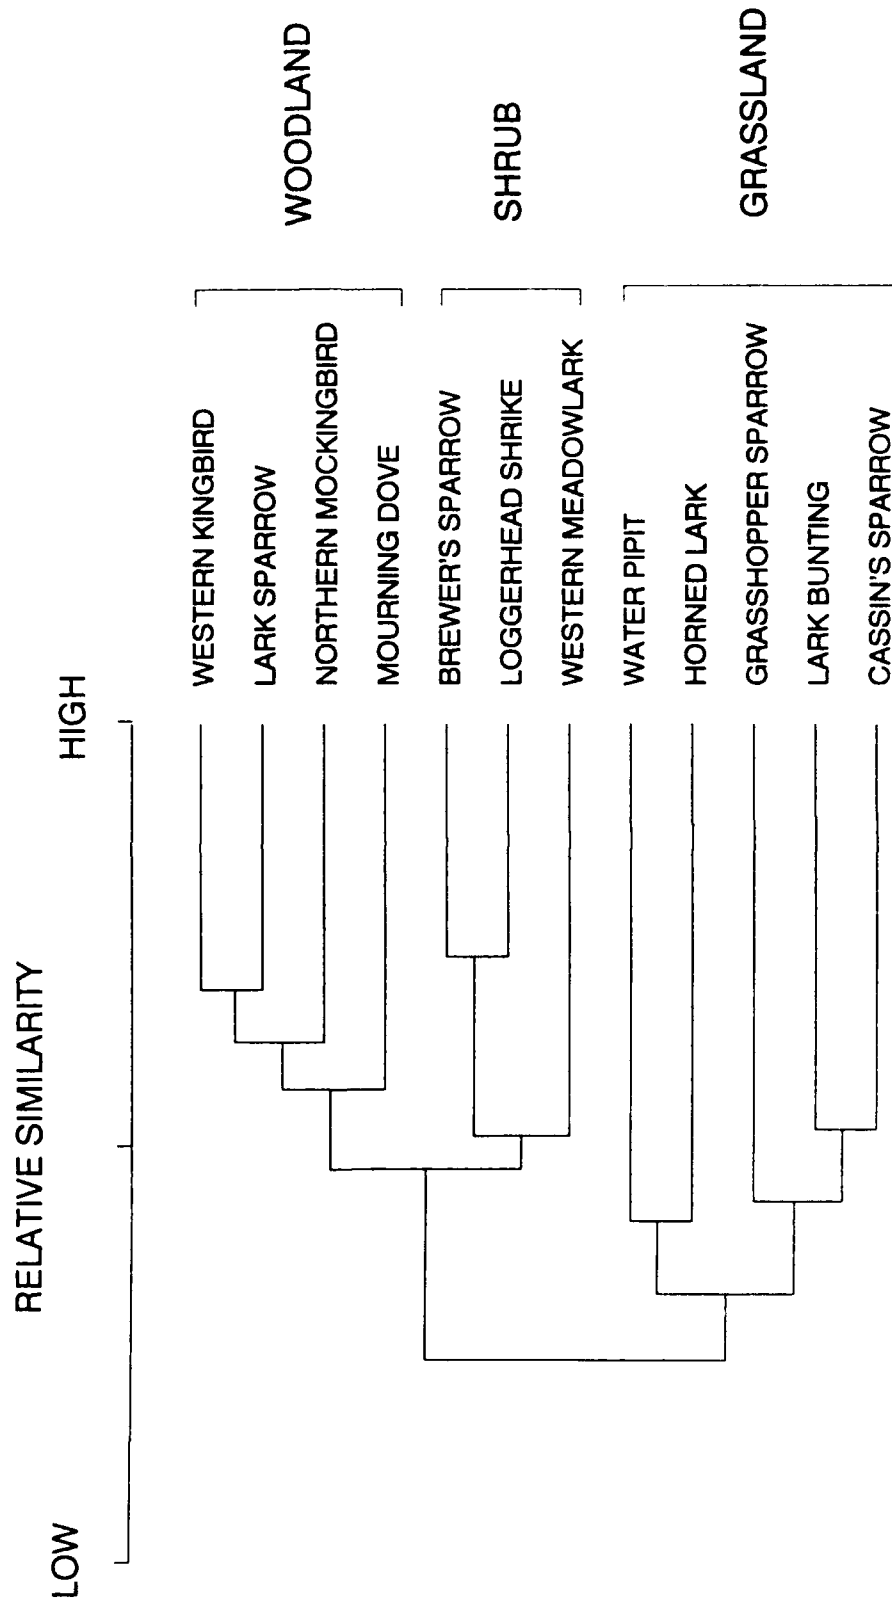 RELATIVE SIMILARITY
LOW
HIGH
WESTERN KINGBIRD
LARK SPARROW
NORTHERN MOCKINGBIRD
MOURNING DOVE
WOODLAND
BREWER'S SPARROW
LOGGERHEAD SHRIKE
WESTERN MEADOWLARK
SHRUB
WATER PIPIT
HORNED LARK
GRASSHOPPER SPARROW
LARK BUNTING
CASSIN'S SPARROW
GRASSLAND